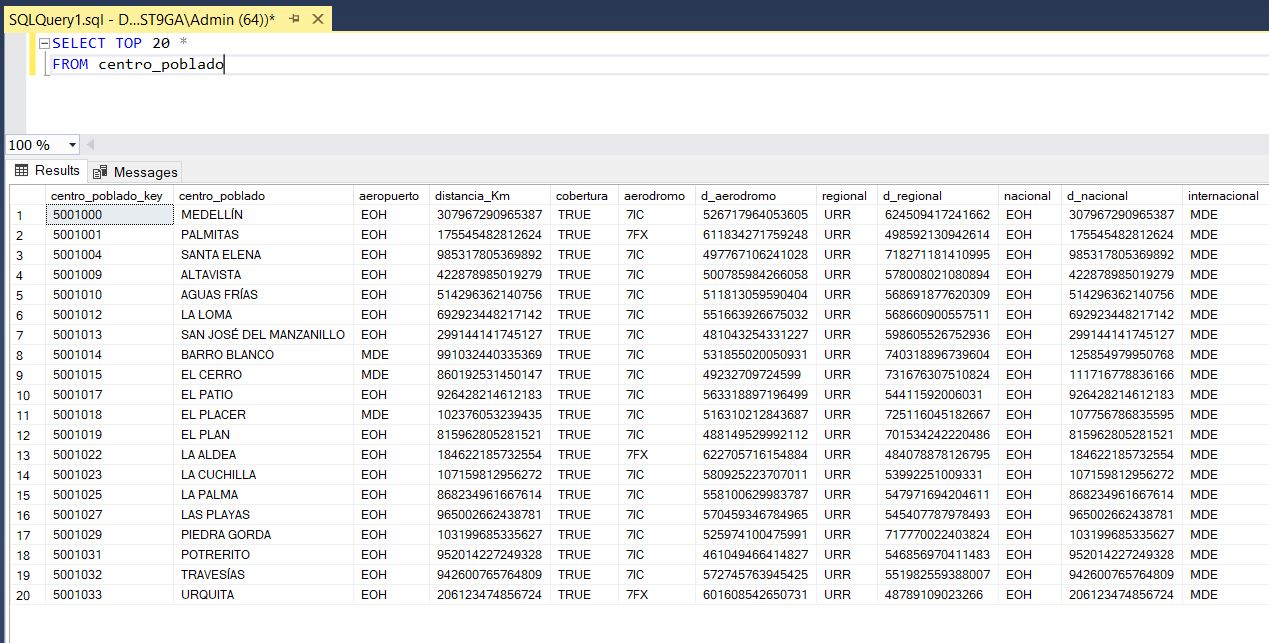 SQLQuery1.sql - D...ST9GA\Admin (64))*
SELECT TOP 20 *
FROM centro_poblado
100 %
Results Messages
centro_poblado_key centro_poblado aeropuerto distancia_Km cobertura aerodromo d_aerodromo regional d_regional nacional d_nacional internacional
1 5001000 MEDELLÍN EOH 307967290965387 TRUE 7IC 526717964053605 URR 624509417241662 EOH 307967290965387 MDE
2 5001001 PALMITAS EOH 175545482812624 TRUE 7FX 611834271759248 URR 498592130942614 EOH 175545482812624 MDE
3 5001004 SANTA ELENA EOH 985317805369892 TRUE 7IC 497767106241028 URR 718271181410995 EOH 985317805369892 MDE
4 5001009 ALTAVISTA EOH 422878985019279 TRUE 7IC 500785984266058 URR 578008021080894 EOH 422878985019279 MDE
5 5001010 AGUAS FRÍAS EOH 514296362140756 TRUE 7IC 511813059590404 URR 568691877620309 EOH 514296362140756 MDE
6 5001012 LA LOMA EOH 692923448217142 TRUE 7IC 551663926675032 URR 568660900557511 EOH 692923448217142 MDE
7 5001013 SAN JOSÉ DEL MANZANILLO EOH 299144141745127 TRUE 7IC 481043254331227 URR 598605526752936 EOH 299144141745127 MDE
8 5001014 BARRO BLANCO MDE 991032440335369 TRUE 7IC 531855020050931 URR 740318896739604 EOH 125854979950768 MDE
9 5001015 EL CERRO MDE 860192531450147 TRUE 7IC 49232709724599 URR 731676307510824 EOH 111716778836166 MDE
10 5001017 EL PATIO EOH 926428214612183 TRUE 7IC 563318897196499 URR 54411592006031 EOH 926428214612183 MDE
11 5001018 EL PLACER MDE 102376053239435 TRUE 7IC 516310212843687 URR 725116045182667 EOH 107756786835595 MDE
12 5001019 EL PLAN EOH 815962805281521 TRUE 7IC 488149529992112 URR 701534242220486 EOH 815962805281521 MDE
13 5001022 LA ALDEA EOH 184622185732554 TRUE 7FX 622705716154884 URR 484078878126795 EOH 184622185732554 MDE
14 5001023 LA CUCHILLA EOH 107159812956272 TRUE 7IC 580925223707011 URR 53992251009331 EOH 107159812956272 MDE
15 5001025 LA PALMA EOH 868234961667614 TRUE 7IC 558100629983787 URR 547971694204611 EOH 868234961667614 MDE
16 5001027 LAS PLAYAS EOH 965002662438781 TRUE 7IC 570459346784965 URR 545407787978493 EOH 965002662438781 MDE
17 5001029 PIEDRA GORDA EOH 103199685335627 TRUE 7IC 525974100475991 URR 717770022403824 EOH 103199685335627 MDE
18 5001031 POTRERITO EOH 952014227249328 TRUE 7IC 461049466414827 URR 546856970411483 EOH 952014227249328 MDE
19 5001032 TRAVESÍAS EOH 942600765764809 TRUE 7IC 572745763945425 URR 551982559388007 EOH 942600765764809 MDE
20 5001033 URQUITA EOH 206123474856724 TRUE 7FX 601608542650731 URR 48789109023266 EOH 206123474856724 MDE